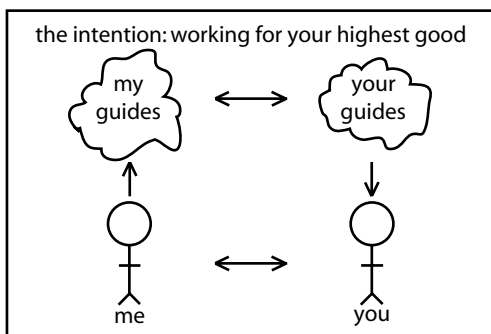 the intention: working for your highest good
my
guides
your
guides
me
you